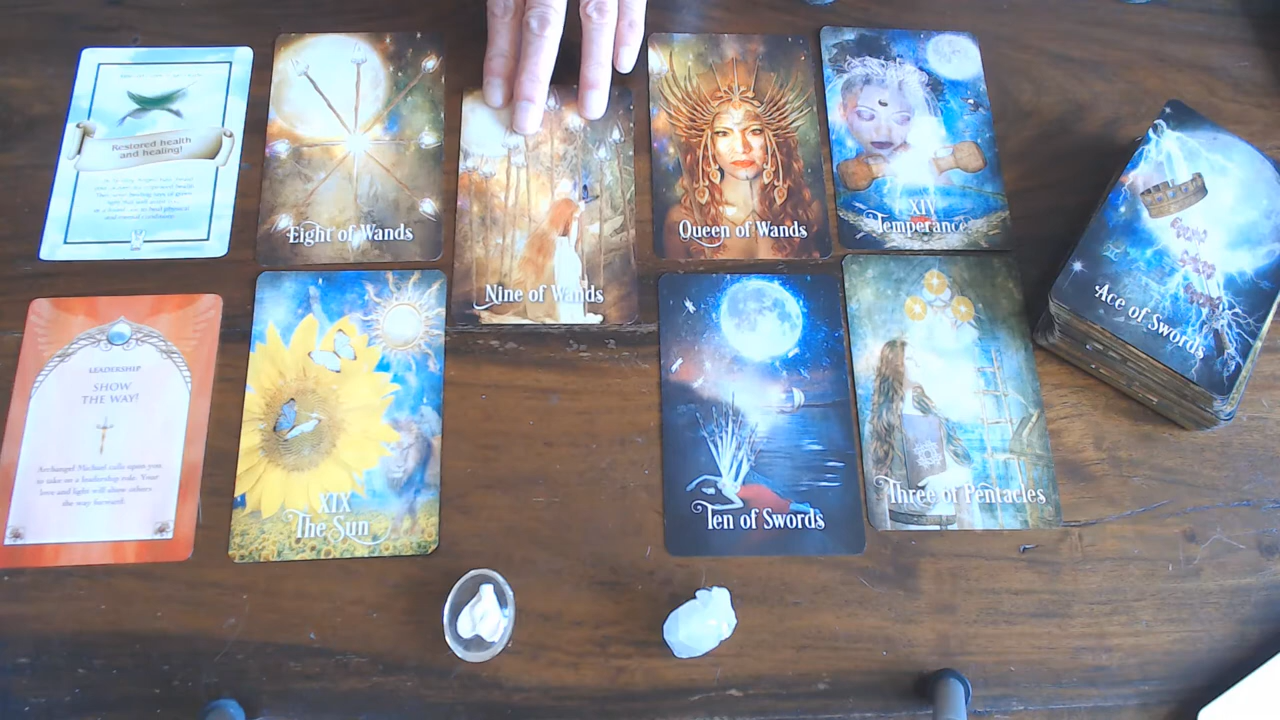 Restored health
and healing!
Eight of Wands
Nine of Wands
Queen of Wands
XIV
Temperance
Ace of Swords
LEADERSHIP
SHOW
THE WAY!
Archangel Michael calls upon you
to take on a leadership role. Your
love and light will allow others
the way forward.
XIX
The Sun
Ten of Swords
Three of Pentacles